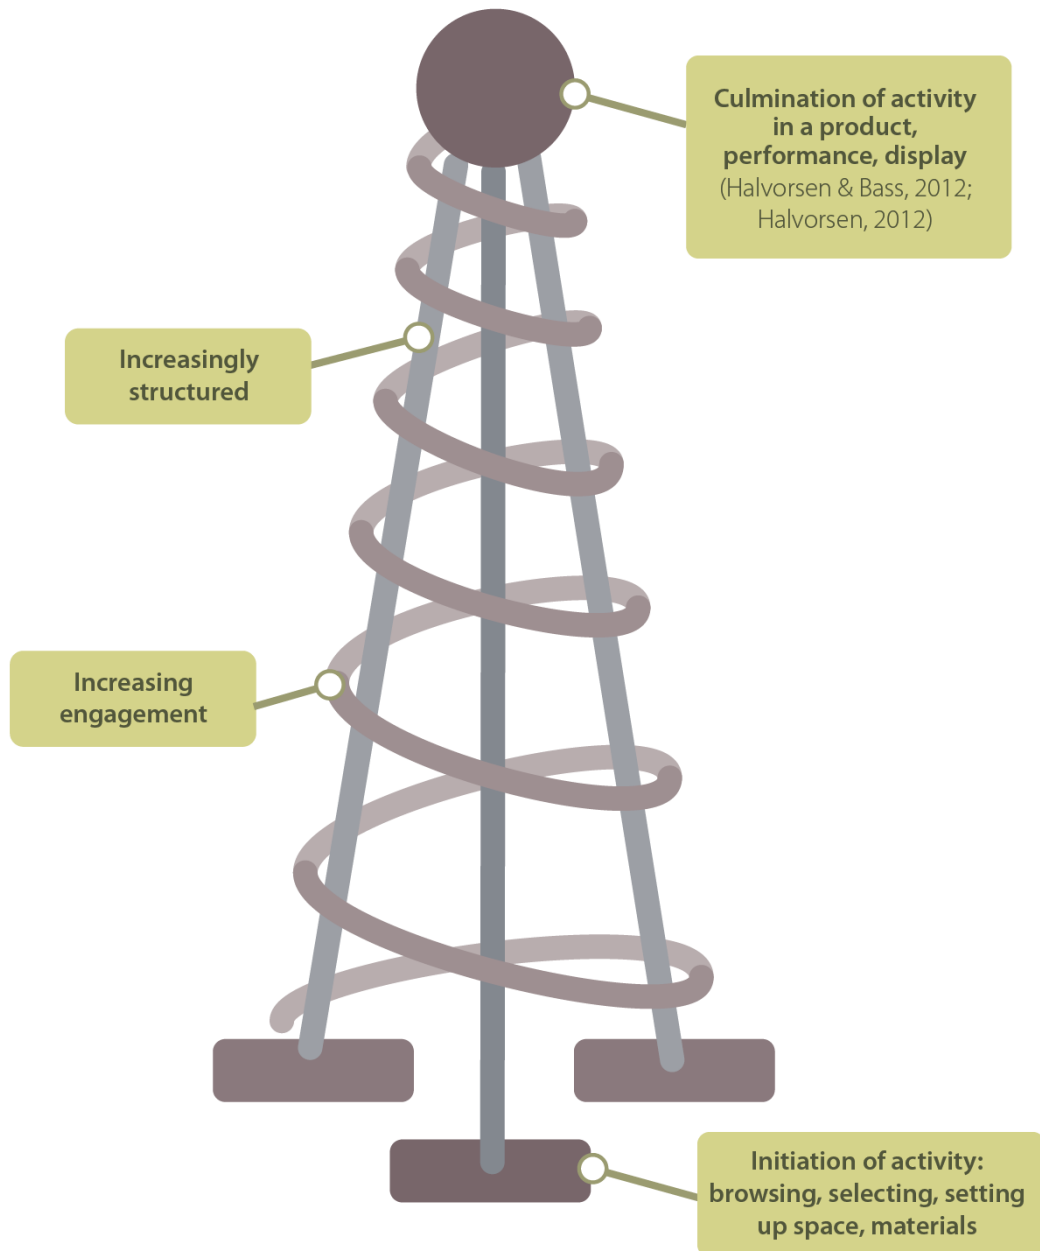 Culmination of activity
in a product,
performance, display
(Halvorsen & Bass, 2012;
Halvorsen, 2012)
Increasingly
structured
Increasing
engagement
Initiation of activity:
browsing, selecting, setting
up space, materials